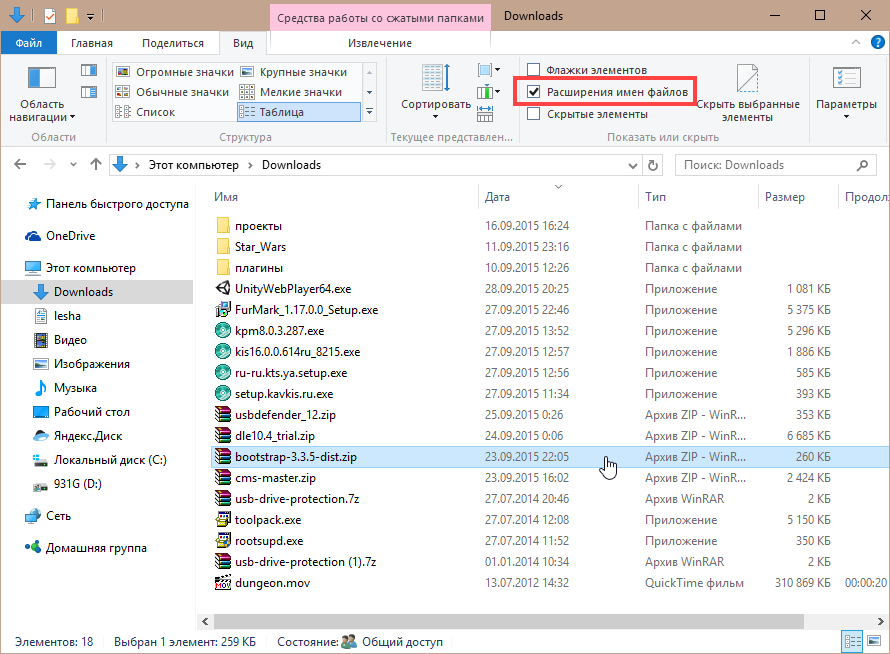 Средства работы со сжатыми папками
Downloads
Файл Главная Поделиться Вид Извлечение
Область навигации
Огромные значки Крупные значки
Обычные значки Мелкие значки
Список Таблица
Сортировать
Флажки элементов
Расширения имен файлов
Скрытые элементы
Скрыть выбранные элементы
Параметры
Области Структура Текущее представлен... Показать или скрыть
Этот компьютер Downloads
Поиск: Downloads
Панель быстрого доступа
OneDrive
Этот компьютер
Downloads
lesha
Видео
Изображения
Музыка
Рабочий стол
Яндекс.Диск
Локальный диск (C:)
931G (D:)
Сеть
Домашняя группа
Имя Дата Тип Размер Продол
проекты 16.09.2015 16:24 Папка с файлами
Star_Wars 11.09.2015 23:16 Папка с файлами
плагины 10.09.2015 12:26 Папка с файлами
UnityWebPlayer64.exe 28.09.2015 20:25 Приложение 1 081 КБ
FurMark_1.17.0.0_Setup.exe 27.09.2015 22:46 Приложение 5 375 КБ
kpm8.0.3.287.exe 27.09.2015 13:52 Приложение 5 296 КБ
kis16.0.0.614ru_8215.exe 27.09.2015 12:57 Приложение 1 886 КБ
ru-ru.kts.ya.setup.exe 27.09.2015 12:56 Приложение 585 КБ
setup.kavkis.ru.exe 27.09.2015 11:34 Приложение 393 КБ
usbdefender_12.zip 25.09.2015 0:26 Архив ZIP - WinR... 353 КБ
dle10.4_trial.zip 24.09.2015 0:06 Архив ZIP - WinR... 6 685 КБ
bootstrap-3.3.5-dist.zip 23.09.2015 22:05 Архив ZIP - WinR... 260 КБ
cms-master.zip 23.09.2015 16:02 Архив ZIP - WinR... 2 424 КБ
usb-drive-protection.7z 27.07.2014 20:46 Архив WinRAR 2 КБ
toolpack.exe 27.07.2014 12:08 Приложение 5 150 КБ
rootsupd.exe 27.07.2014 11:52 Приложение 350 КБ
usb-drive-protection (1).7z 01.01.2014 10:34 Архив WinRAR 2 КБ
dungeon.mov 13.07.2012 14:32 QuickTime фильм 310 869 КБ 00:00:20
Элементов: 18 Выбран 1 элемент: 259 КБ Состояние: Общий доступ